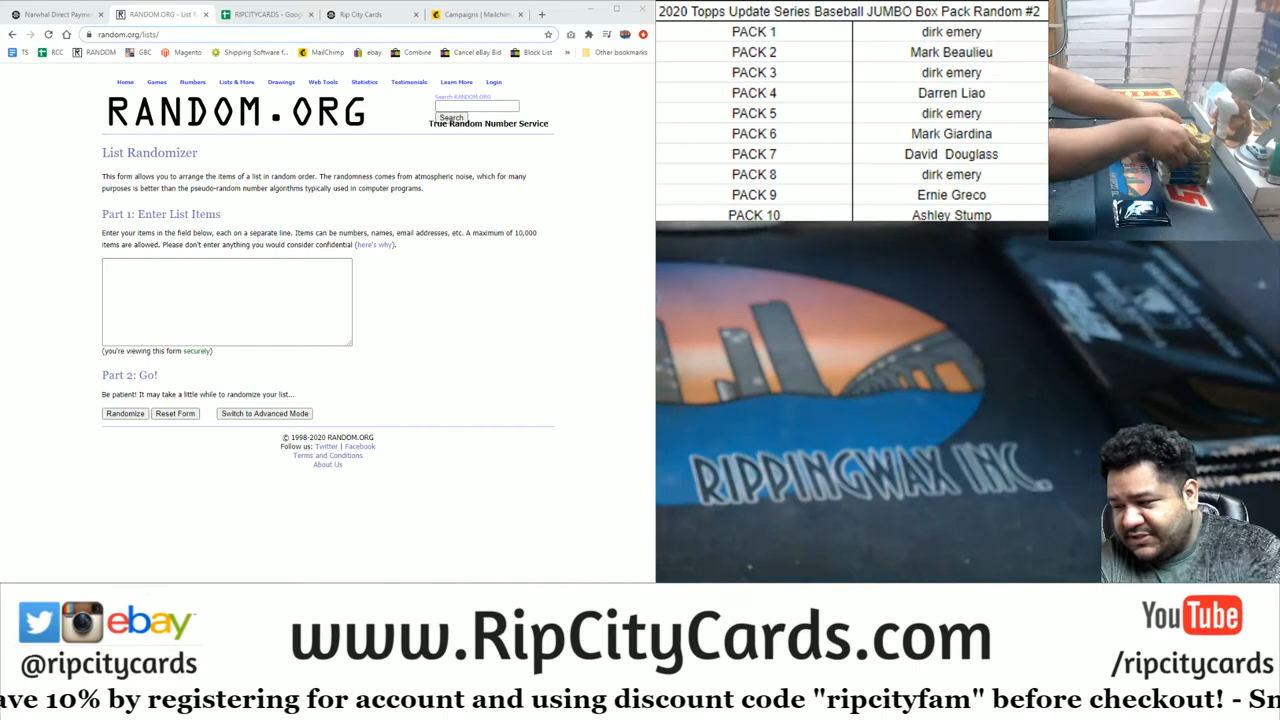 Narwhal Direct Payme
RANDOM.ORG - List R
RIPCITYCARDS - Goog
Rip City Cards
Campaigns | Mailchim
random.org/lists/
TS
RCC
RANDOM
GBC
Magento
Shipping Software f...
MailChimp
ebay
Combine
Cancel eBay Bid
Block List
Other bookmarks
Home Games Numbers Lists & More Drawings Web Tools Statistics Testimonials Learn More Login
RANDOM.ORG
Search RANDOM.ORG
Search
True Random Number Service
List Randomizer
This form allows you to arrange the items of a list in random order. The randomness comes from atmospheric noise, which for many
purposes is better than the pseudo-random number algorithms typically used in computer programs.
Part 1: Enter List Items
Enter your items in the field below, each on a separate line. Items can be numbers, names, email addresses, etc. A maximum of 10,000
items are allowed. Please don't enter anything you would consider confidential (here's why).
(you're viewing this form securely)
Part 2: Go!
Be patient! It may take a little while to randomize your list...
Randomize Reset Form Switch to Advanced Mode
© 1998-2020 RANDOM.ORG
Follow us: Twitter | Facebook
Terms and Conditions
About Us
2020 Topps Update Series Baseball JUMBO Box Pack Random #2
PACK 1 dirk emery
PACK 2 Mark Beaulieu
PACK 3 dirk emery
PACK 4 Darren Liao
PACK 5 dirk emery
PACK 6 Mark Giardina
PACK 7 David Douglass
PACK 8 dirk emery
PACK 9 Ernie Greco
PACK 10 Ashley Stump
RIPPINGWAX INC.
ebay
@ripcitycards
www.RipCityCards.com
YouTube
/ripcitycards
ave 10% by registering for account and using discount code "ripcityfam" before checkout! - Sn